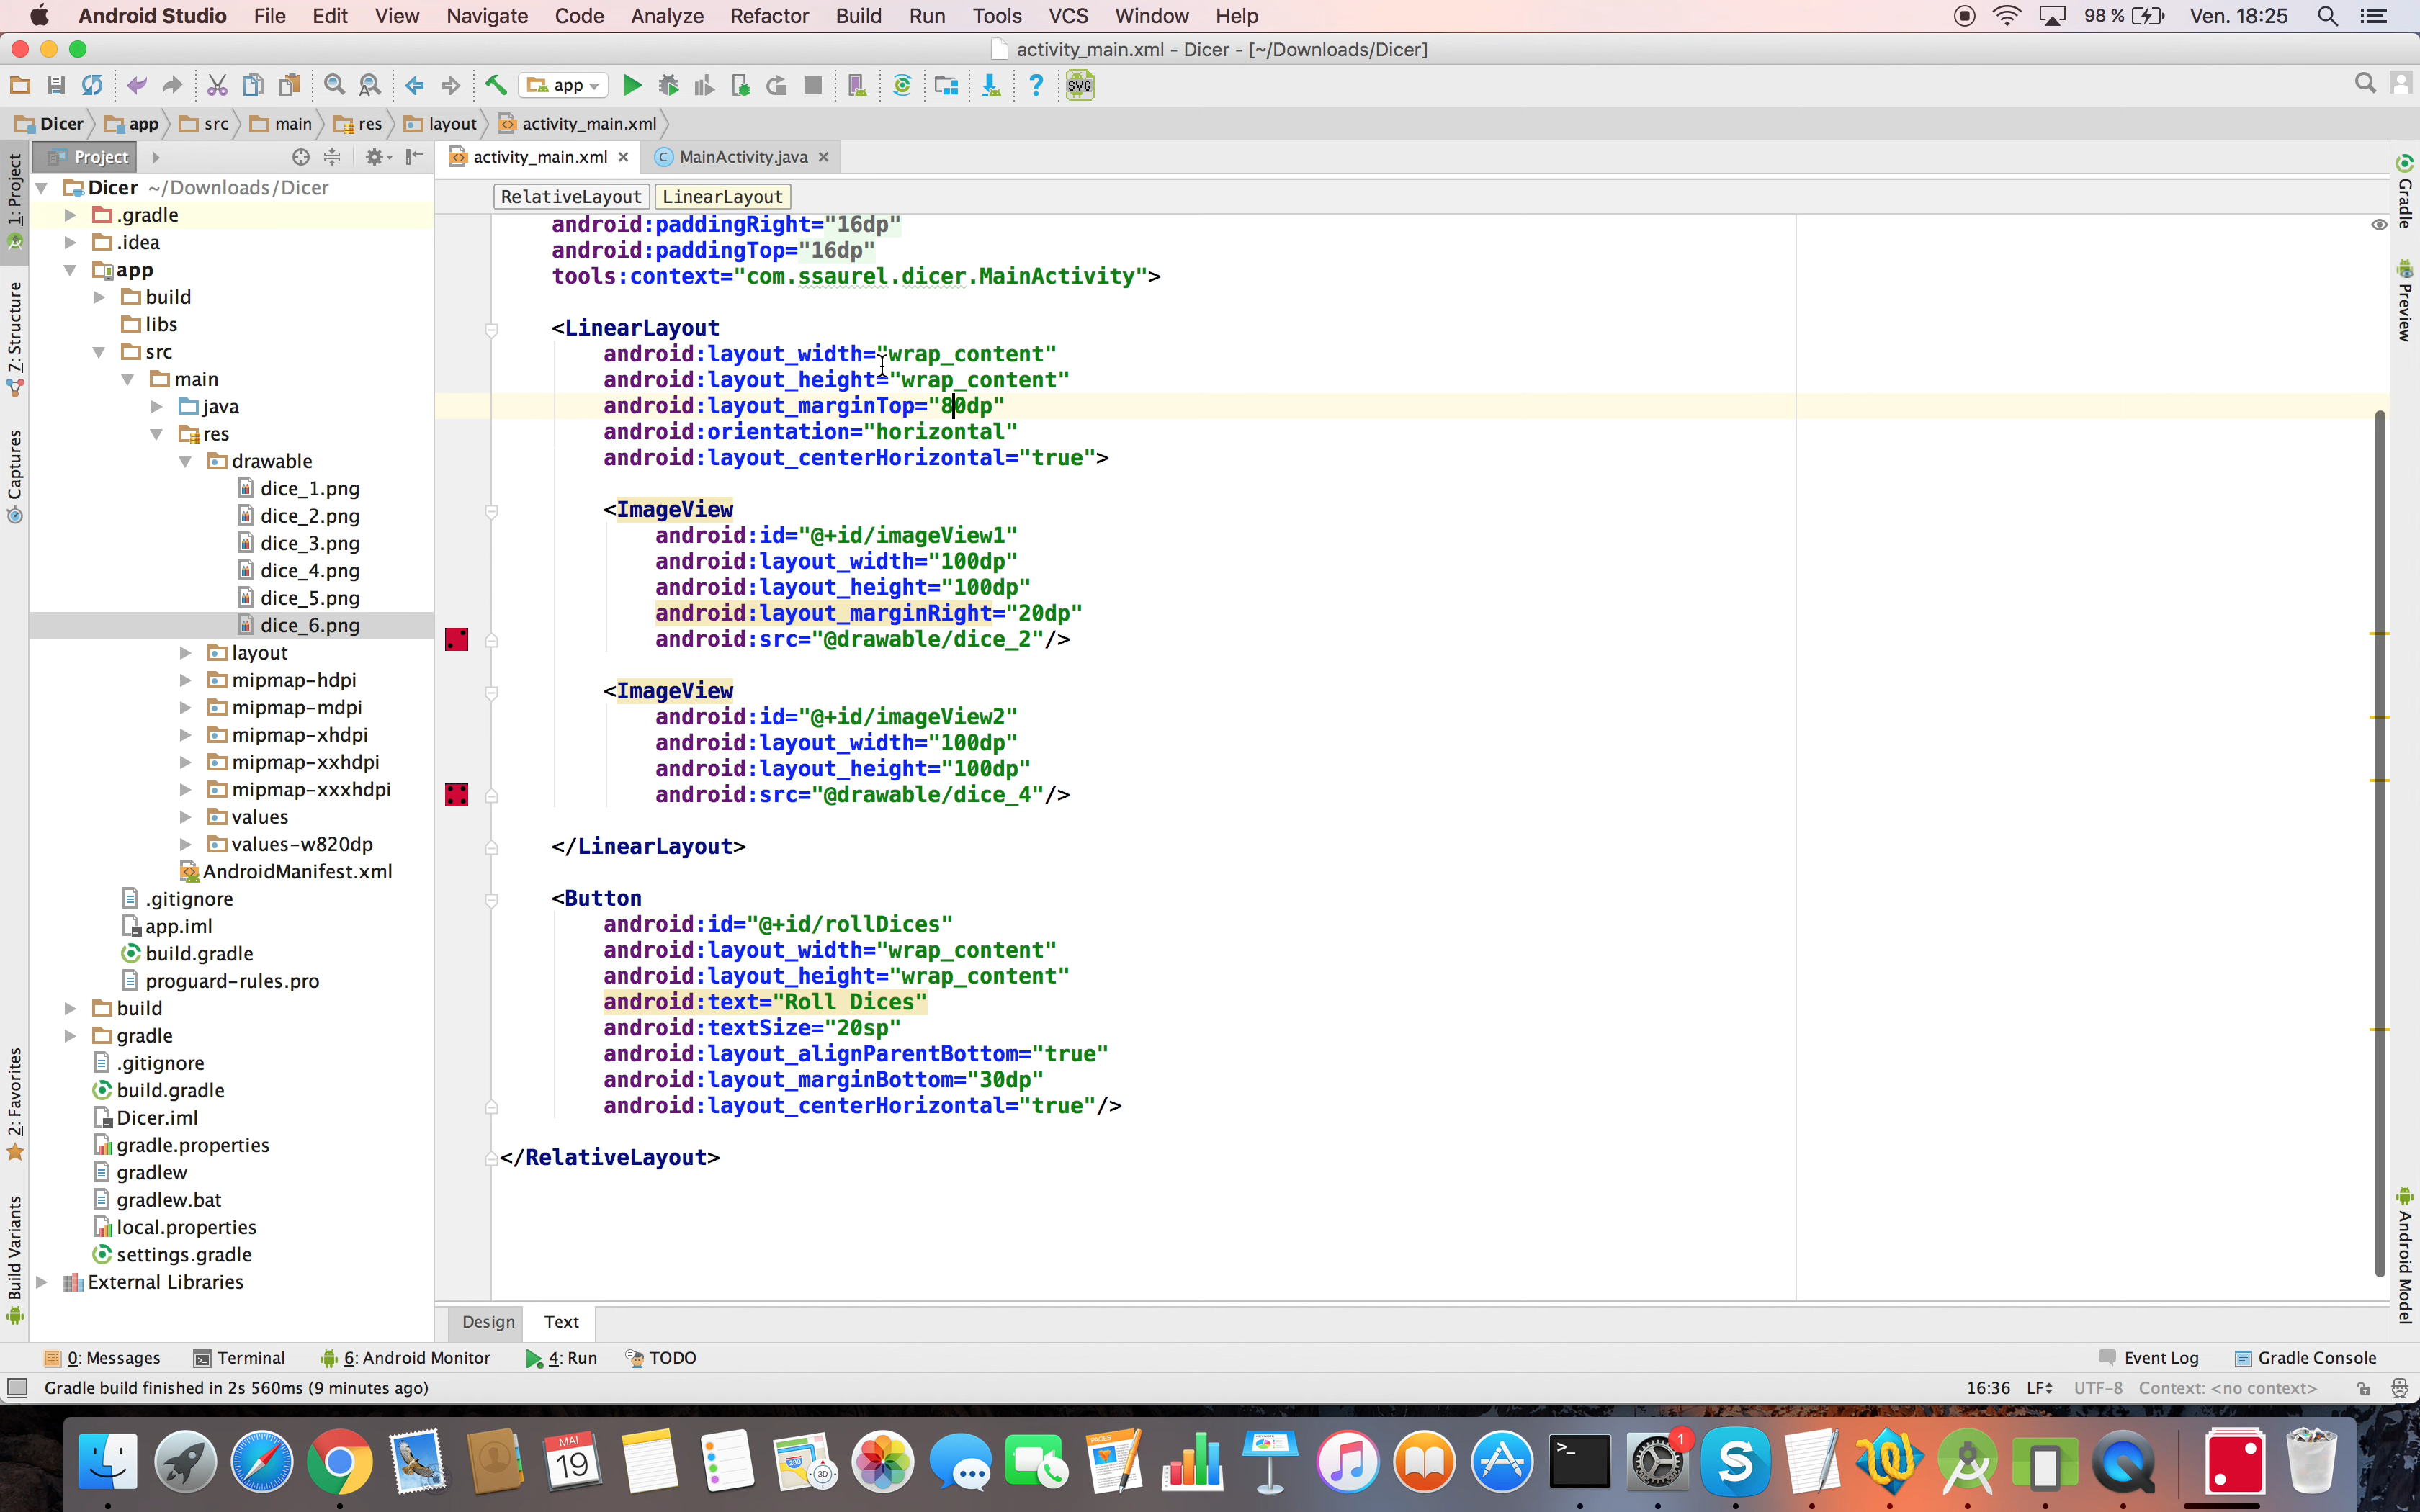 Android Studio File Edit View Navigate Code Analyze Refactor Build Run Tools VCS Window Help 98 % Ven. 18:25
activity_main.xml - Dicer - [~/Downloads/Dicer]
app SVG
Dicer app src main res layout activity_main.xml
Project activity_main.xml MainActivity.java
RelativeLayout LinearLayout
1: Project
7: Structure
Captures
2: Favorites
Build Variants
Dicer ~/Downloads/Dicer
.gradle
.idea
app
build
libs
src
main
java
res
drawable
dice_1.png
dice_2.png
dice_3.png
dice_4.png
dice_5.png
dice_6.png
layout
mipmap-hdpi
mipmap-mdpi
mipmap-xhdpi
mipmap-xxhdpi
mipmap-xxxhdpi
values
values-w820dp
AndroidManifest.xml
.gitignore
app.iml
build.gradle
proguard-rules.pro
build
gradle
.gitignore
build.gradle
Dicer.iml
gradle.properties
gradlew
gradlew.bat
local.properties
settings.gradle
External Libraries
android:paddingRight="16dp"
android:paddingTop="16dp"
tools:context="com.ssaurel.dicer.MainActivity">
<LinearLayout
android:layout_width="wrap_content"
android:layout_height="wrap_content"
android:layout_marginTop="80dp"
android:orientation="horizontal"
android:layout_centerHorizontal="true">
<ImageView
android:id="@+id/imageView1"
android:layout_width="100dp"
android:layout_height="100dp"
android:layout_marginRight="20dp"
android:src="@drawable/dice_2"/>
<ImageView
android:id="@+id/imageView2"
android:layout_width="100dp"
android:layout_height="100dp"
android:src="@drawable/dice_4"/>
</LinearLayout>
<Button
android:id="@+id/rollDices"
android:layout_width="wrap_content"
android:layout_height="wrap_content"
android:text="Roll Dices"
android:textSize="20sp"
android:layout_alignParentBottom="true"
android:layout_marginBottom="30dp"
android:layout_centerHorizontal="true"/>
</RelativeLayout>
Gradle
Preview
Android Model
Design Text
0: Messages Terminal 6: Android Monitor 4: Run TODO Event Log Gradle Console
Gradle build finished in 2s 560ms (9 minutes ago) 16:36 LF UTF-8 Context: <no context>
MAI
19
280
3D
PAGES
1